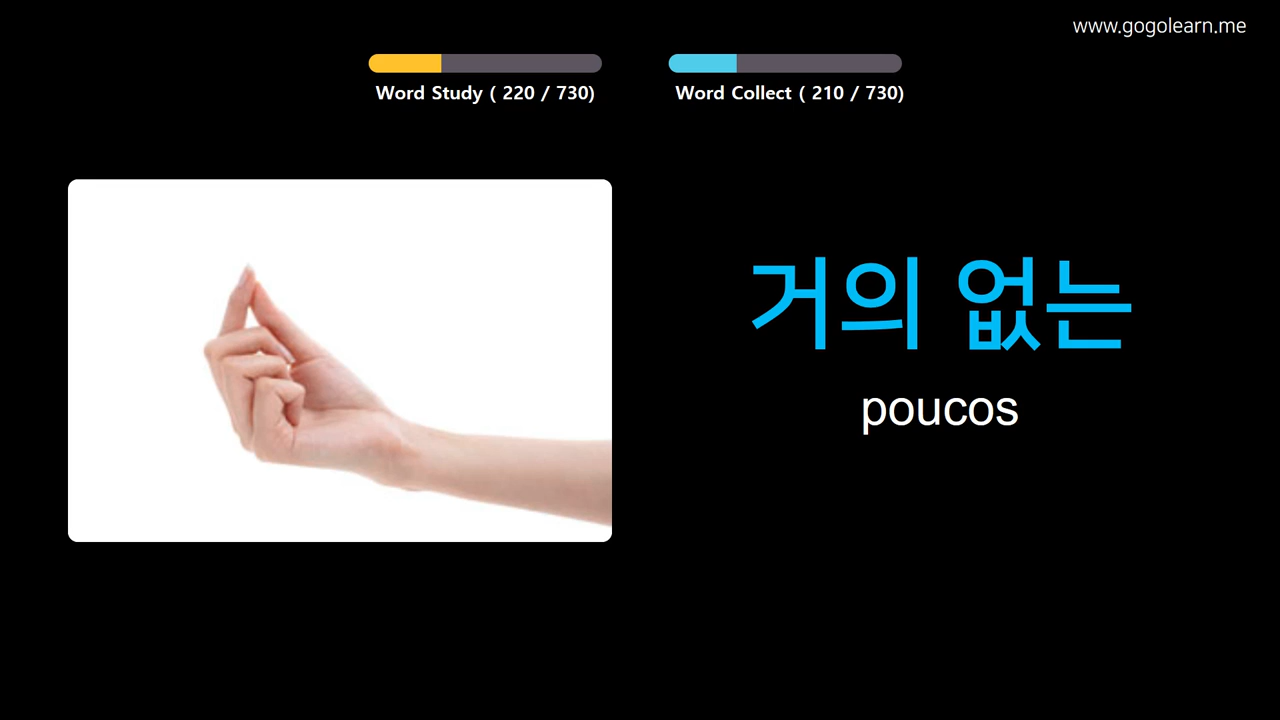 www.gogolearn.me
Word Study ( 220 / 730)
Word Collect ( 210 / 730)
거의 없는
poucos